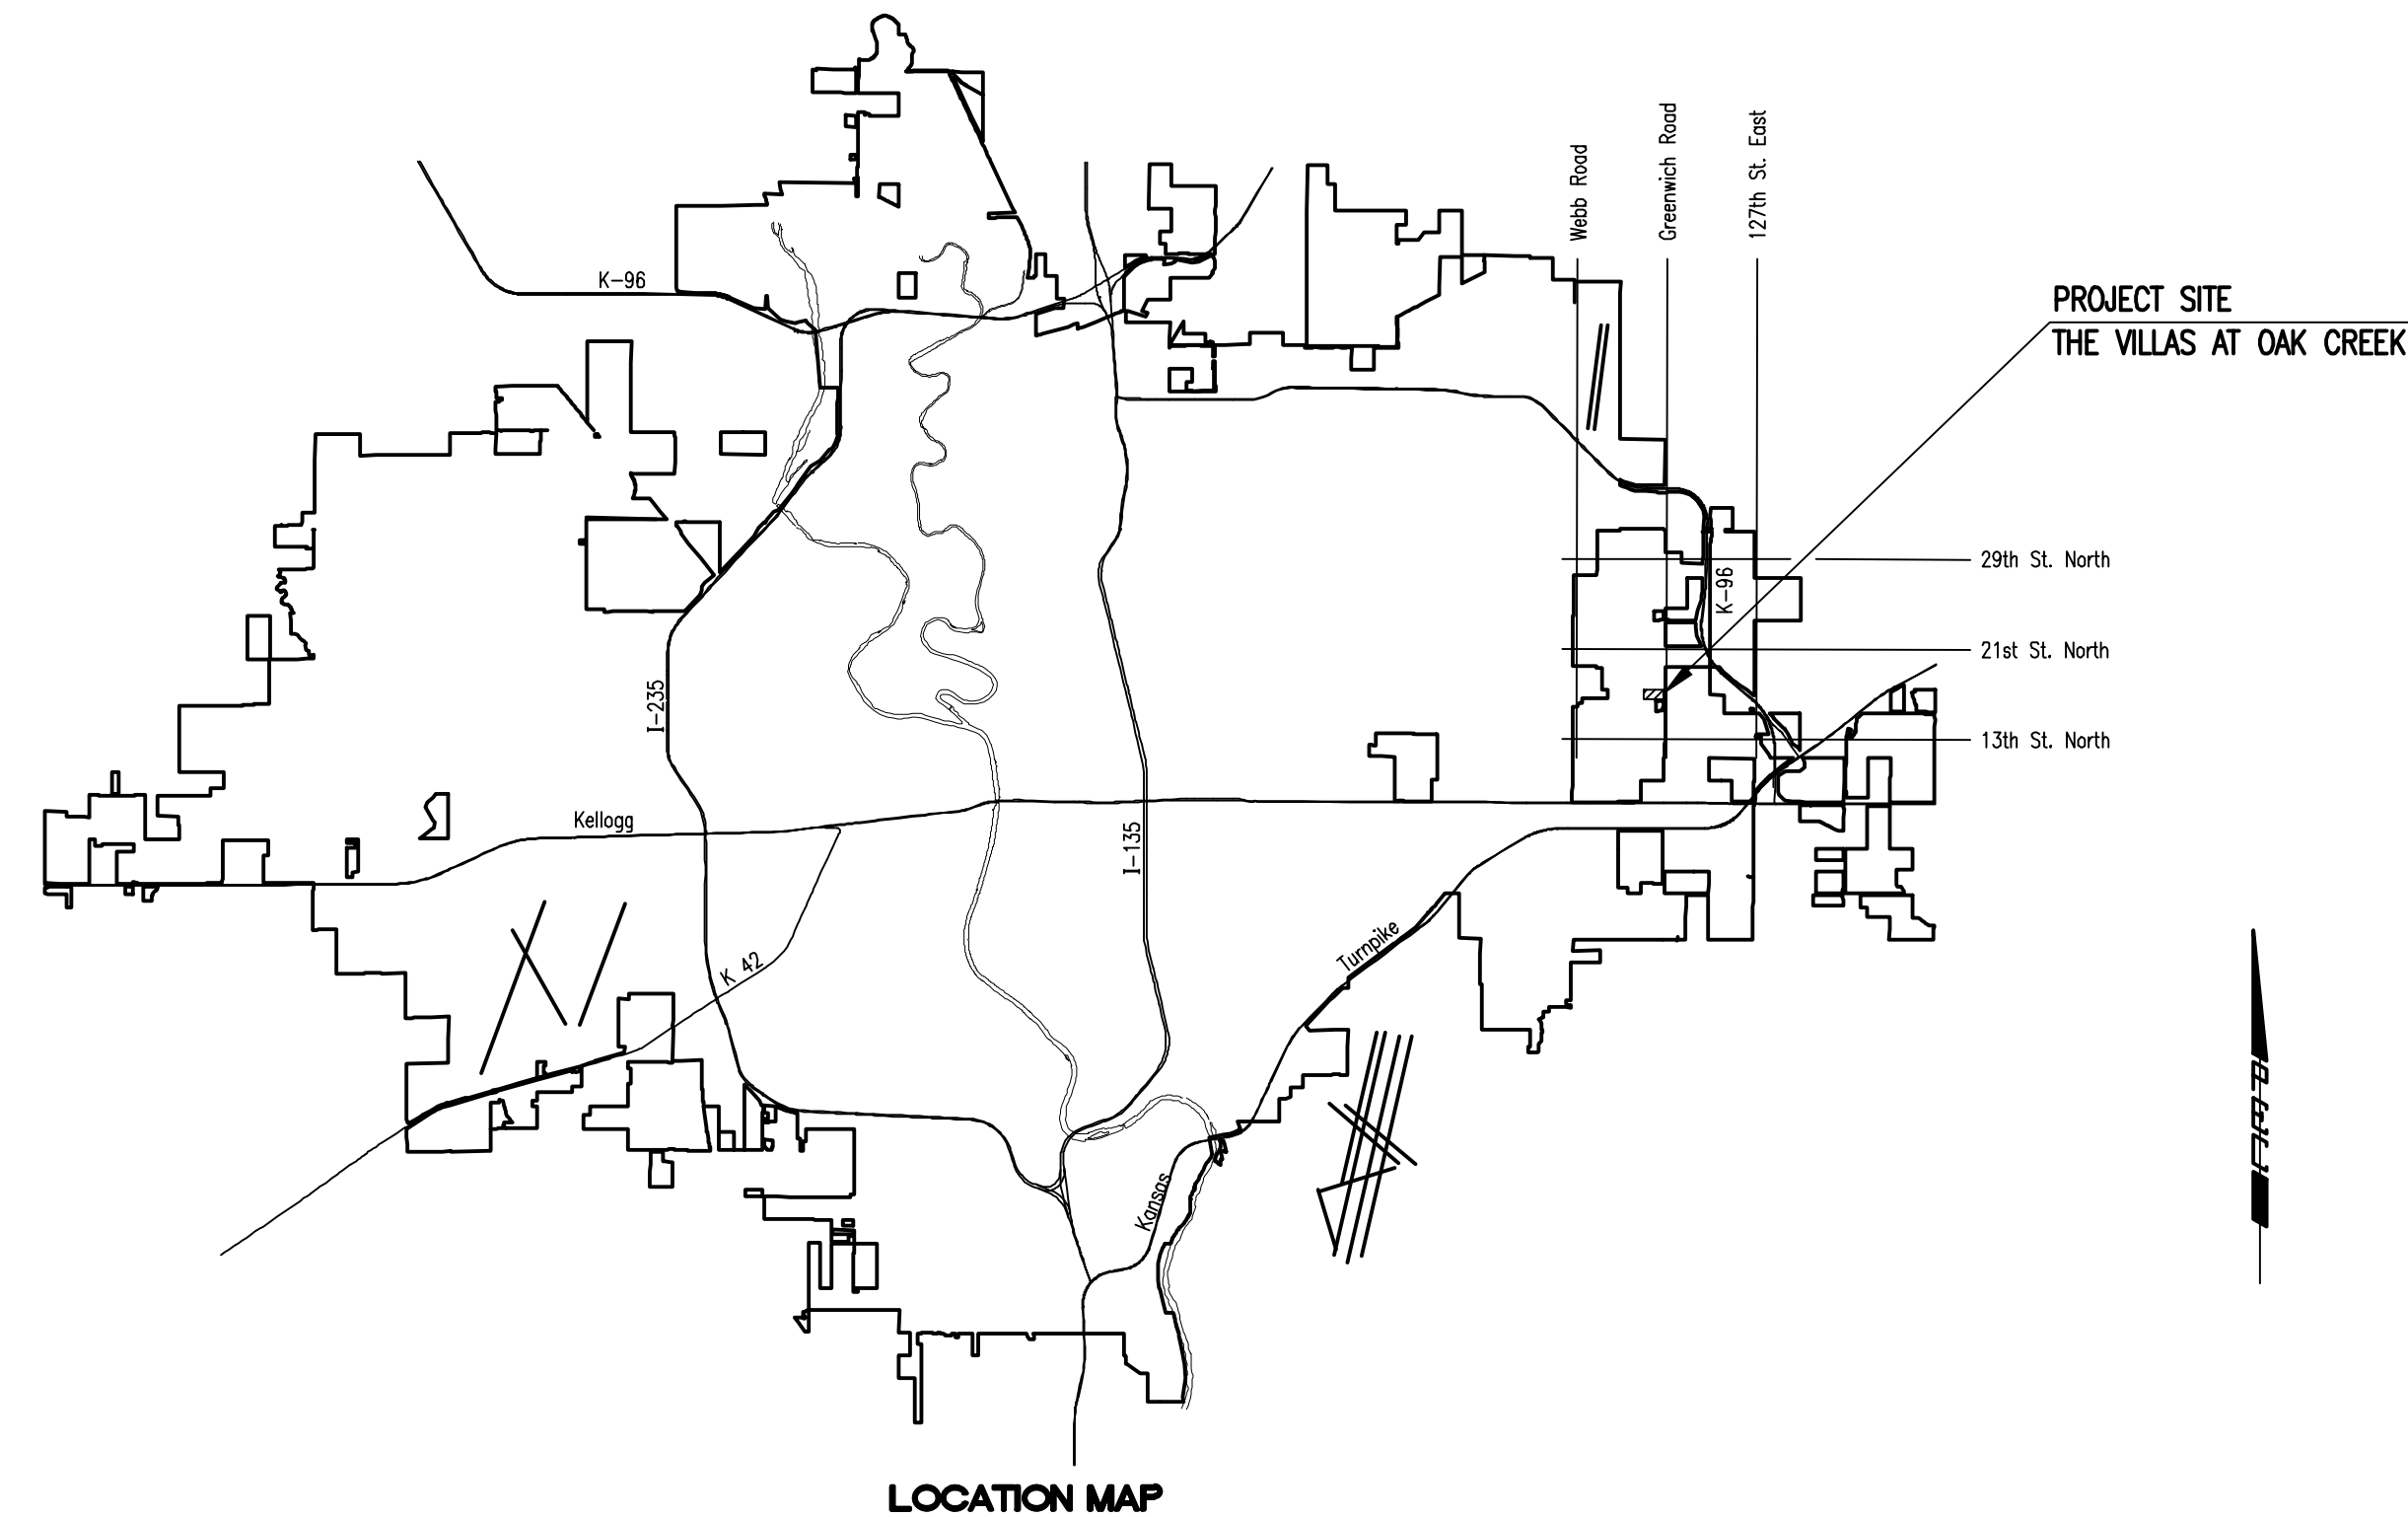 Webb Road
Greenwich Road
127th St. East
K-96
PROJECT SITE
THE VILLAS AT OAK CREEK
29th St. North
K-96
21st St. North
I-235
13th St. North
Kellogg
I-135
Turnpike
K 42
Kansas
LOCATION MAP